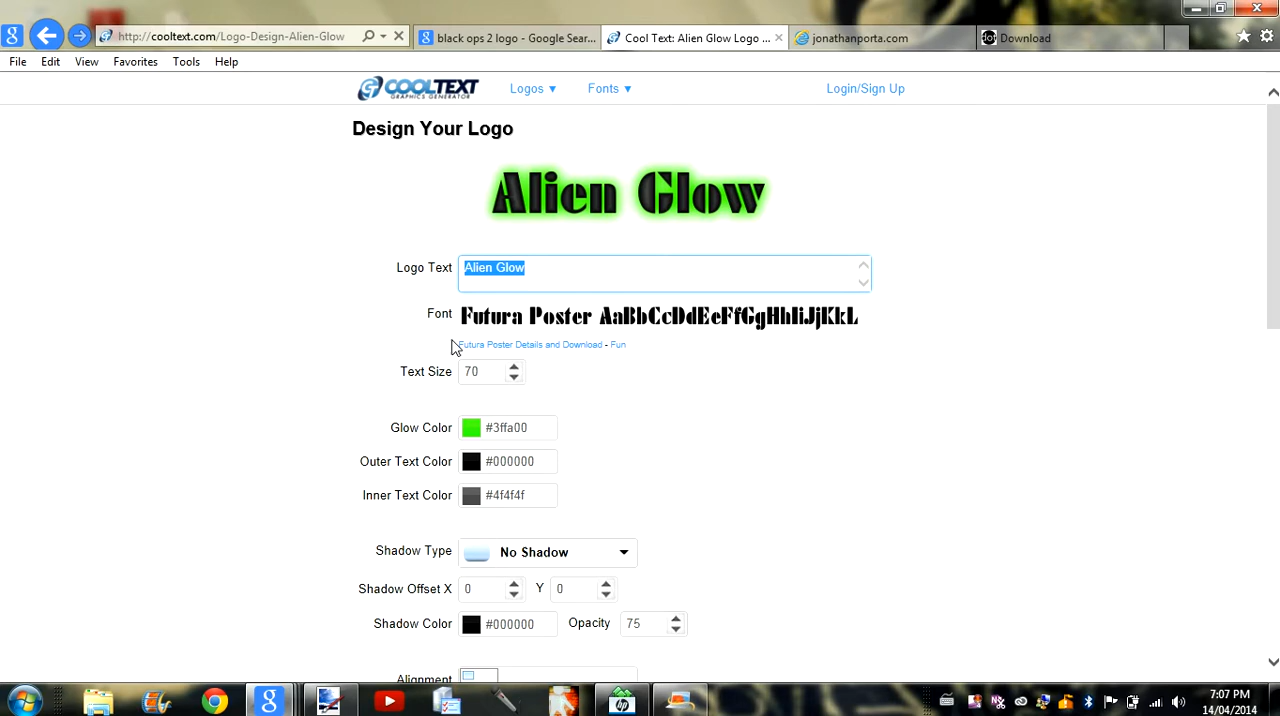 http://cooltext.com/Logo-Design-Alien-Glow
black ops 2 logo - Google Sear...
Cool Text: Alien Glow Logo ...
jonathanporta.com
Download
File Edit View Favorites Tools Help
COOLTEXT
GRAPHICS GENERATOR
Logos ▼
Fonts ▼
Login/Sign Up
Design Your Logo
Alien Glow
Logo Text
Alien Glow
Font
Futura Poster AaBbCcDdEeFfGgHhIiJjKkL
Futura Poster Details and Download - Fun
Text Size 70
Glow Color #3ffa00
Outer Text Color #000000
Inner Text Color #4f4f4f
Shadow Type No Shadow
Shadow Offset X 0 Y 0
Shadow Color #000000 Opacity 75
Alignment
7:07 PM
14/04/2014